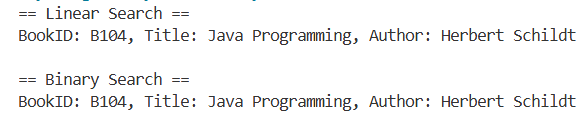 == Linear Search ==
BookID: B104, Title: Java Programming, Author: Herbert Schildt
== Binary Search ==
BookID: B104, Title: Java Programming, Author: Herbert Schildt